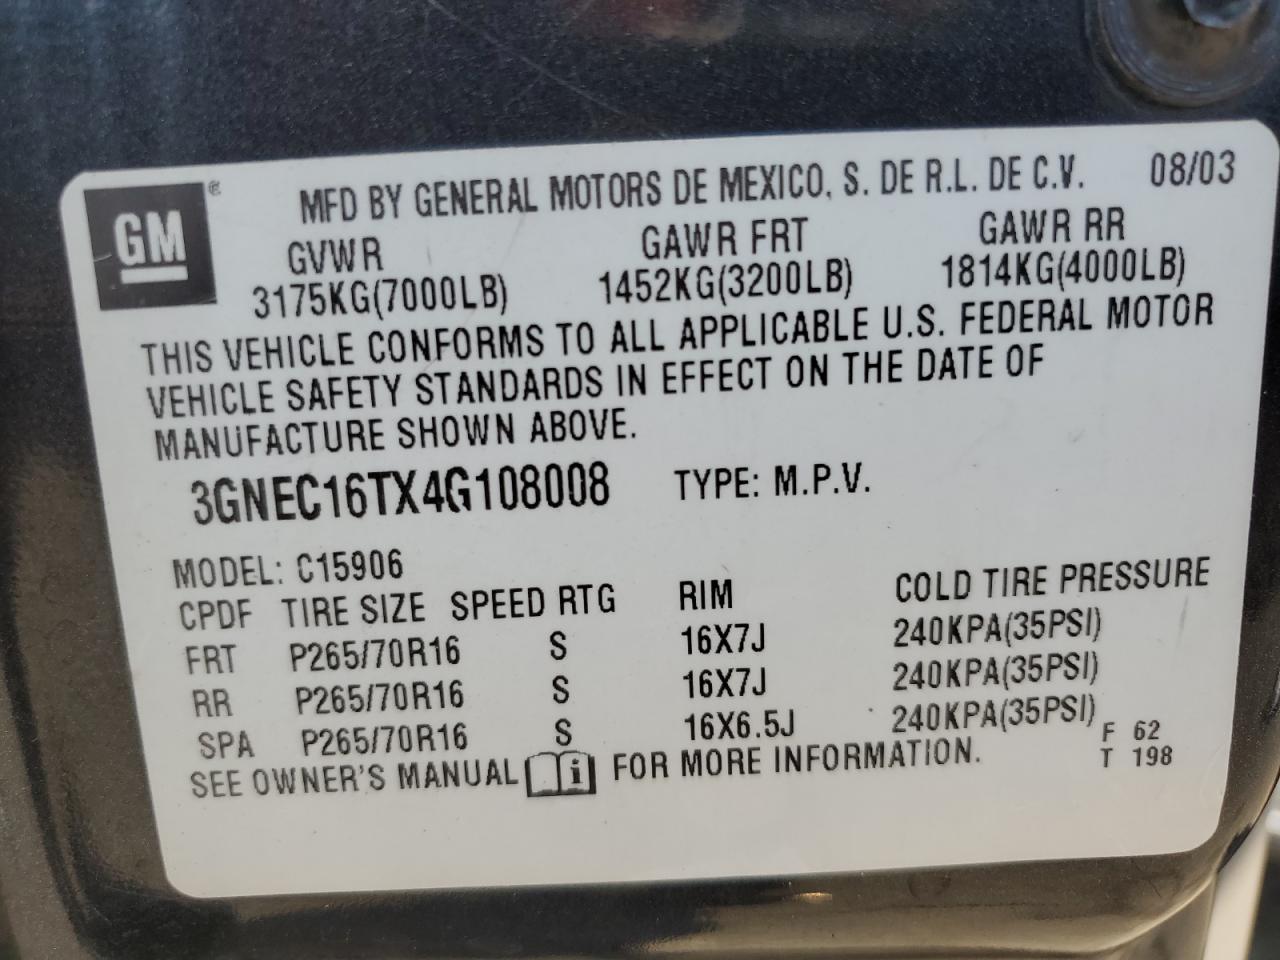 GM ® MFD BY GENERAL MOTORS DE MEXICO, S. DE R.L. DE C.V. 08/03
GVWR GAWR FRT GAWR RR
3175KG(7000LB) 1452KG(3200LB) 1814KG(4000LB)
THIS VEHICLE CONFORMS TO ALL APPLICABLE U.S. FEDERAL MOTOR
VEHICLE SAFETY STANDARDS IN EFFECT ON THE DATE OF
MANUFACTURE SHOWN ABOVE.
3GNEC16TX4G108008 TYPE: M.P.V.
MODEL: C15906
CPDF TIRE SIZE SPEED RTG RIM COLD TIRE PRESSURE
FRT P265/70R16 S 16X7J 240KPA(35PSI)
RR P265/70R16 S 16X7J 240KPA(35PSI)
SPA P265/70R16 S 16X6.5J 240KPA(35PSI) F 62
SEE OWNER'S MANUAL i FOR MORE INFORMATION. T 198